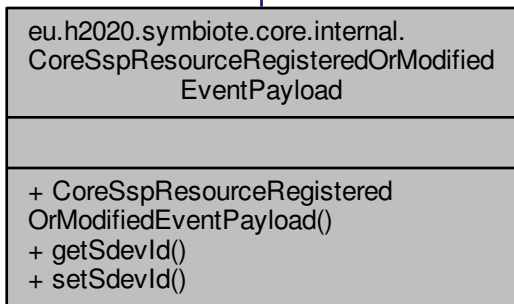 eu.h2020.symbiote.core.internal.
CoreSspResourceRegisteredOrModified
EventPayload
+ CoreSspResourceRegistered
OrModifiedEventPayload()
+ getSdevId()
+ setSdevId()